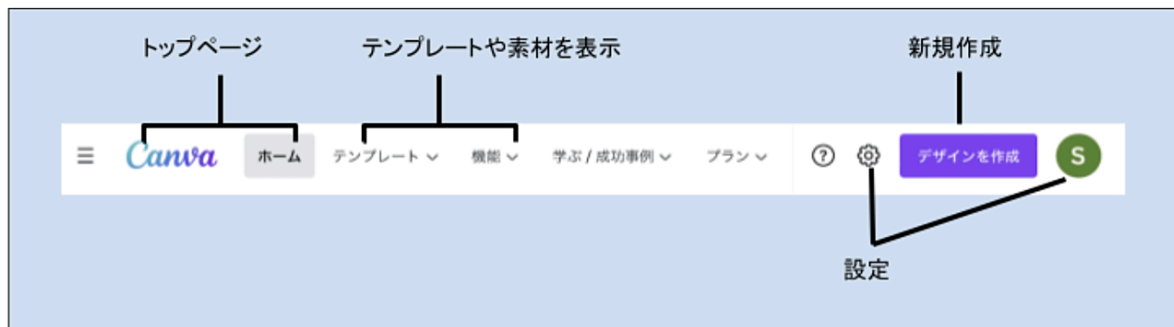 トップページ
テンプレートや素材を表示
新規作成
Canva ホーム テンプレート 機能 学ぶ / 成功事例 プラン ? デザインを作成 S
設定